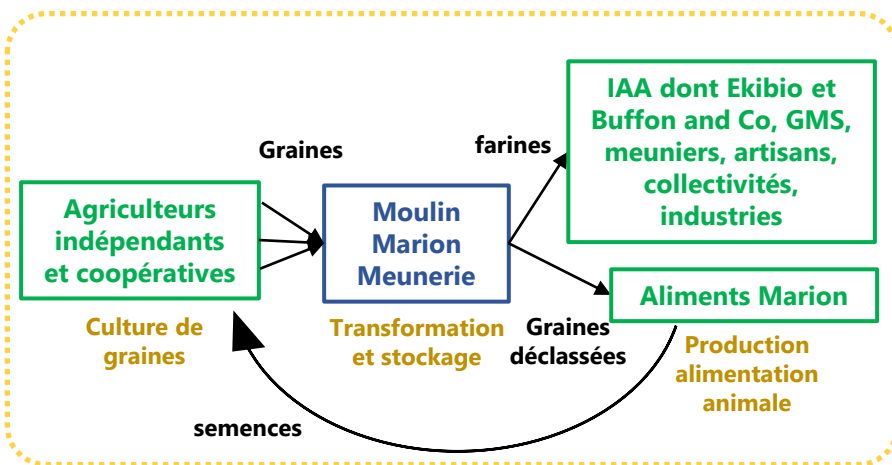 Agriculteurs
indépendants
et coopératives
Culture de
graines
Graines
Moulin
Marion
Meunerie
Transformation
et stockage
farines
IAA dont Ekibio et
Buffon and Co, GMS,
meuniers, artisans,
collectivités,
industries
Graines
déclassées
Aliments Marion
Production
alimentation
animale
semences